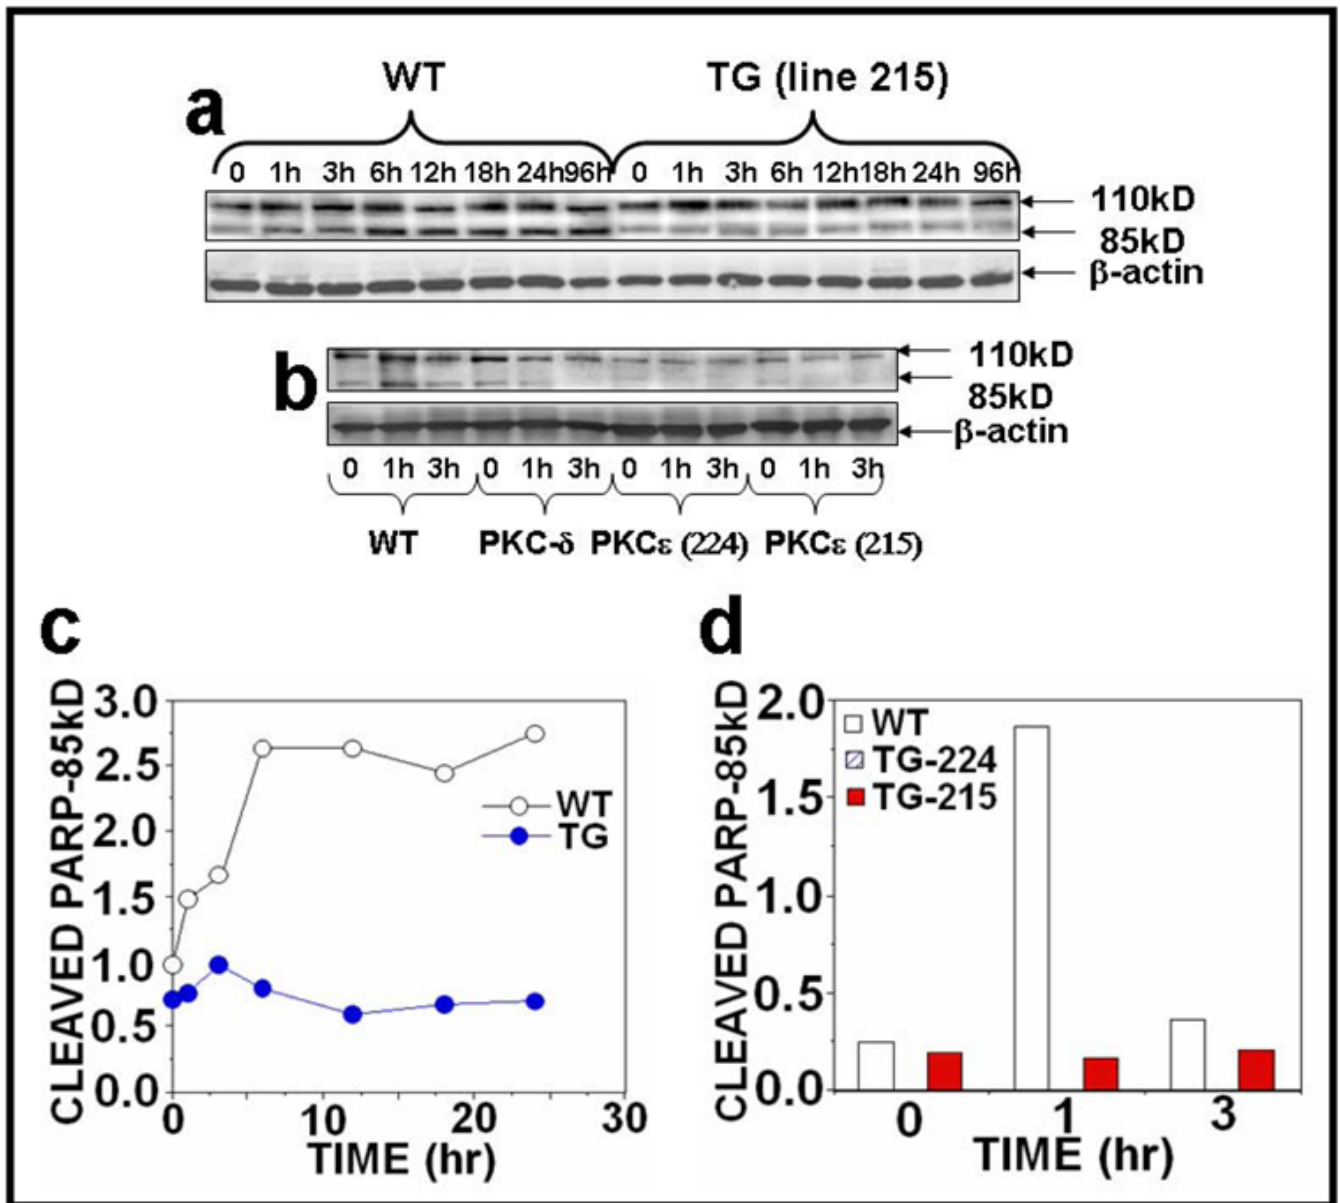 WT TG (line 215)
a
0 1h 3h 6h 12h 18h 24h 96h 0 1h 3h 6h 12h 18h 24h 96h
110kD
85kD
β-actin
b
110kD
85kD
β-actin
0 1h 3h 0 1h 3h 0 1h 3h 0 1h 3h
WT PKC-δ PKCε (224) PKCε (215)
c
CLEAVED PARP-85kD
3.0
2.5
2.0
1.5
1.0
0.5
0.0
WT
TG
0 10 20 30
TIME (hr)
d
CLEAVED PARP-85kD
2.0
1.5
1.0
0.5
0.0
WT
TG-224
TG-215
0 1 3
TIME (hr)